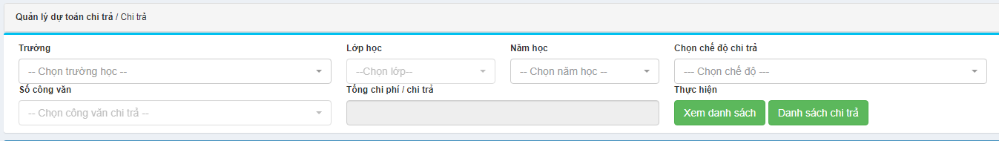 Quản lý dự toán chi trả / Chi trả
Trường Lớp học Năm học Chọn chế độ chi trả
-- Chọn trường học -- --Chọn lớp-- -- Chọn năm học -- --- Chọn chế độ ---
Số công văn Tổng chi phí / chi trả Thực hiện
-- Chọn công văn chi trả -- Xem danh sách Danh sách chi trả